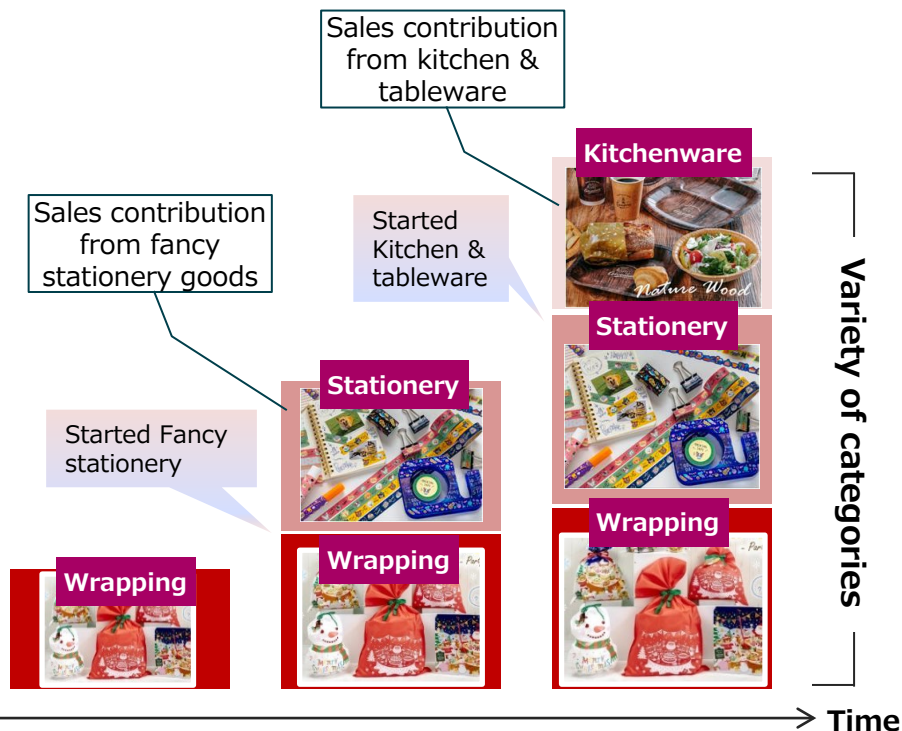 Sales contribution
from kitchen &
tableware
Kitchenware
Sales contribution
from fancy
stationery goods
Started
Kitchen &
tableware
Nature Wood
Stationery
Stationery
Started Fancy
stationery
Wrapping
Wrapping
Wrapping
Variety of categories
Time